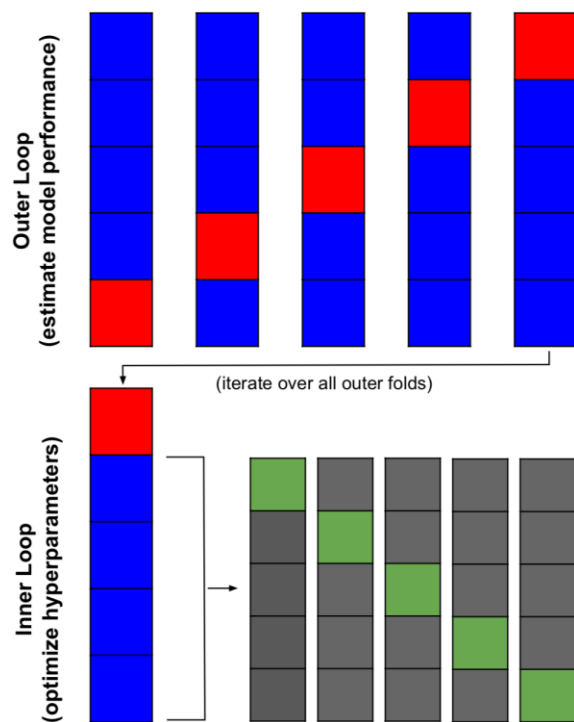 Outer Loop
(estimate model performance)
(iterate over all outer folds)
Inner Loop
(optimize hyperparameters)